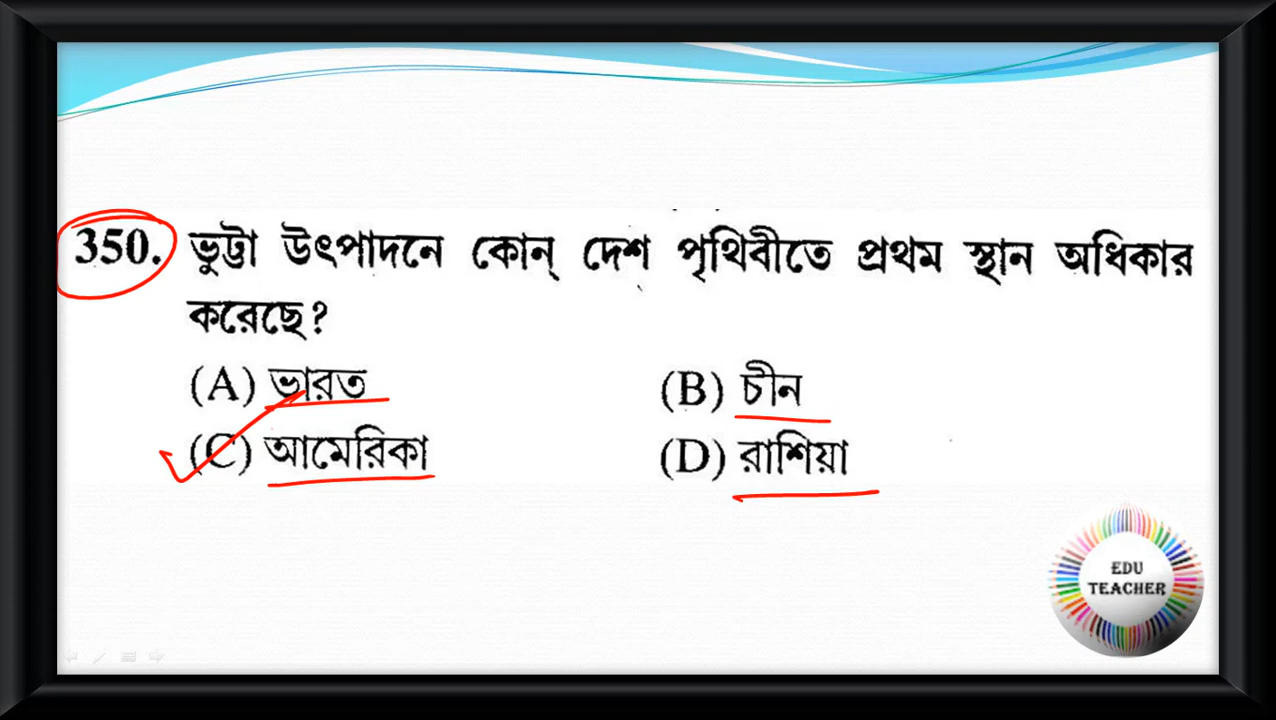 350. ভুট্টা উৎপাদনে কোন্ দেশ পৃথিবীতে প্রথম স্থান অধিকার
করেছে?
(A) ভারত (B) চীন
(C) আমেরিকা (D) রাশিয়া
EDU
TEACHER